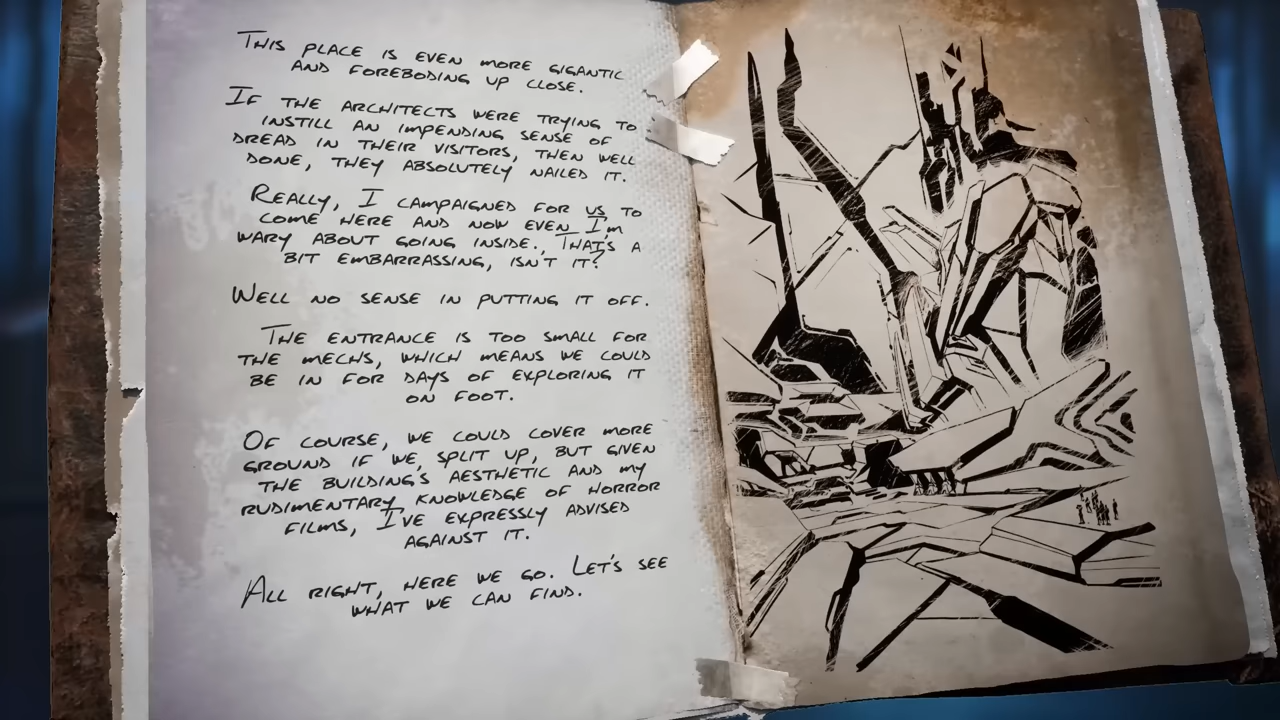 THIS PLACE IS EVEN MORE GIGANTIC
AND FOREBODING UP CLOSE.
IF THE ARCHITECTS WERE TRYING TO
INSTILL AN IMPENDING SENSE OF
DREAD IN THEIR VISITORS, THEN WELL
DONE, THEY ABSOLUTELY NAILED IT.
REALLY, I CAMPAIGNED FOR US TO
COME HERE AND NOW EVEN I'M
WARY ABOUT GOING INSIDE. THAT'S A
BIT EMBARRASSING, ISN'T IT?
WELL NO SENSE IN PUTTING IT OFF.
THE ENTRANCE IS TOO SMALL FOR
THE MECHS, WHICH MEANS WE COULD
BE IN FOR DAYS OF EXPLORING IT
ON FOOT.
OF COURSE, WE COULD COVER MORE
GROUND IF WE SPLIT UP, BUT GIVEN
THE BUILDING'S AESTHETIC AND MY
RUDIMENTARY KNOWLEDGE OF HORROR
FILMS, I'VE EXPRESSLY ADVISED
AGAINST IT.
ALL RIGHT, HERE WE GO. LET'S SEE
WHAT WE CAN FIND.